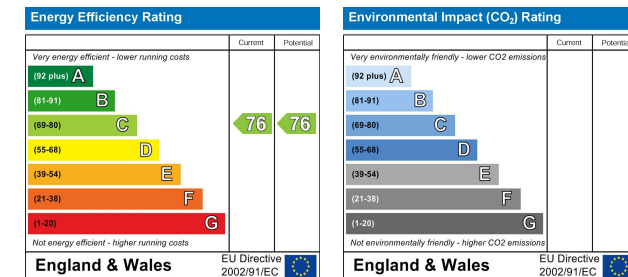 Energy Efficiency Rating
Current Potential
Very energy efficient - lower running costs
(92 plus) A
(81-91) B
(69-80) C 76 76
(55-68) D
(39-54) E
(21-38) F
(1-20) G
Not energy efficient - higher running costs
England & Wales
EU Directive
2002/91/EC
Environmental Impact (CO₂) Rating
Current Potential
Very environmentally friendly - lower CO2 emissions
(92 plus) A
(81-91) B
(69-80) C
(55-68) D
(39-54) E
(21-38) F
(1-20) G
Not environmentally friendly - higher CO2 emissions
England & Wales
EU Directive
2002/91/EC